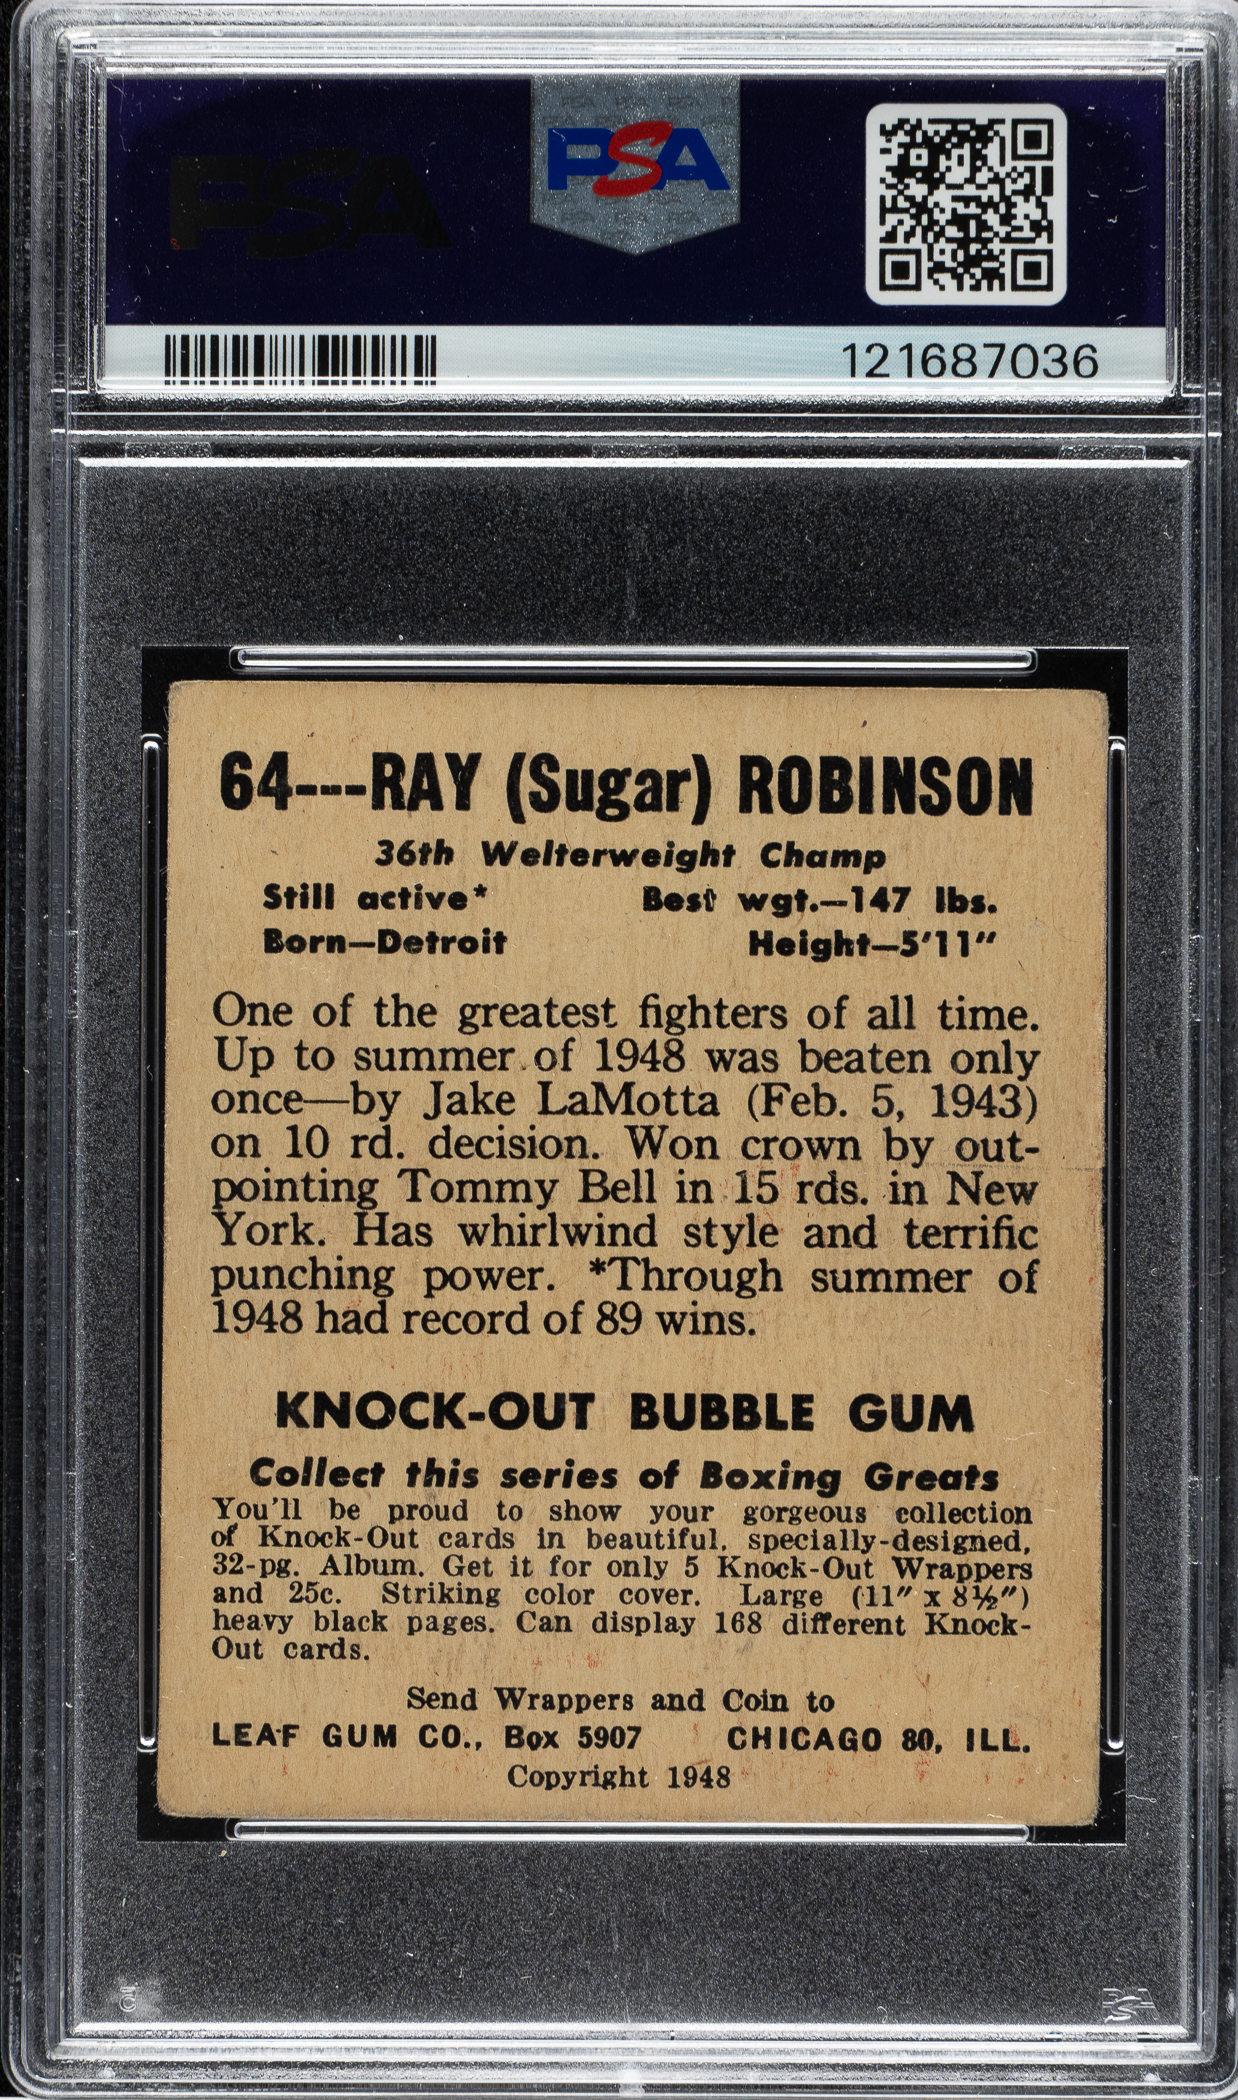 PSA
PSA
121687036
64---RAY (Sugar) ROBINSON
36th Welterweight Champ
Still active* Best wgt.—147 lbs.
Born—Detroit Height—5'11"
One of the greatest fighters of all time.
Up to summer of 1948 was beaten only
once—by Jake LaMotta (Feb. 5, 1943)
on 10 rd. decision. Won crown by out-
pointing Tommy Bell in 15 rds. in New
York. Has whirlwind style and terrific
punching power. *Through summer of
1948 had record of 89 wins.
KNOCK-OUT BUBBLE GUM
Collect this series of Boxing Greats
You'll be proud to show your gorgeous collection
of Knock-Out cards in beautiful, specially-designed,
32-pg. Album. Get it for only 5 Knock-Out Wrappers
and 25c. Striking color cover. Large (11" x 8½")
heavy black pages. Can display 168 different Knock-
Out cards.
Send Wrappers and Coin to
LEAF GUM CO., Box 5907 CHICAGO 80, ILL.
Copyright 1948
PSA